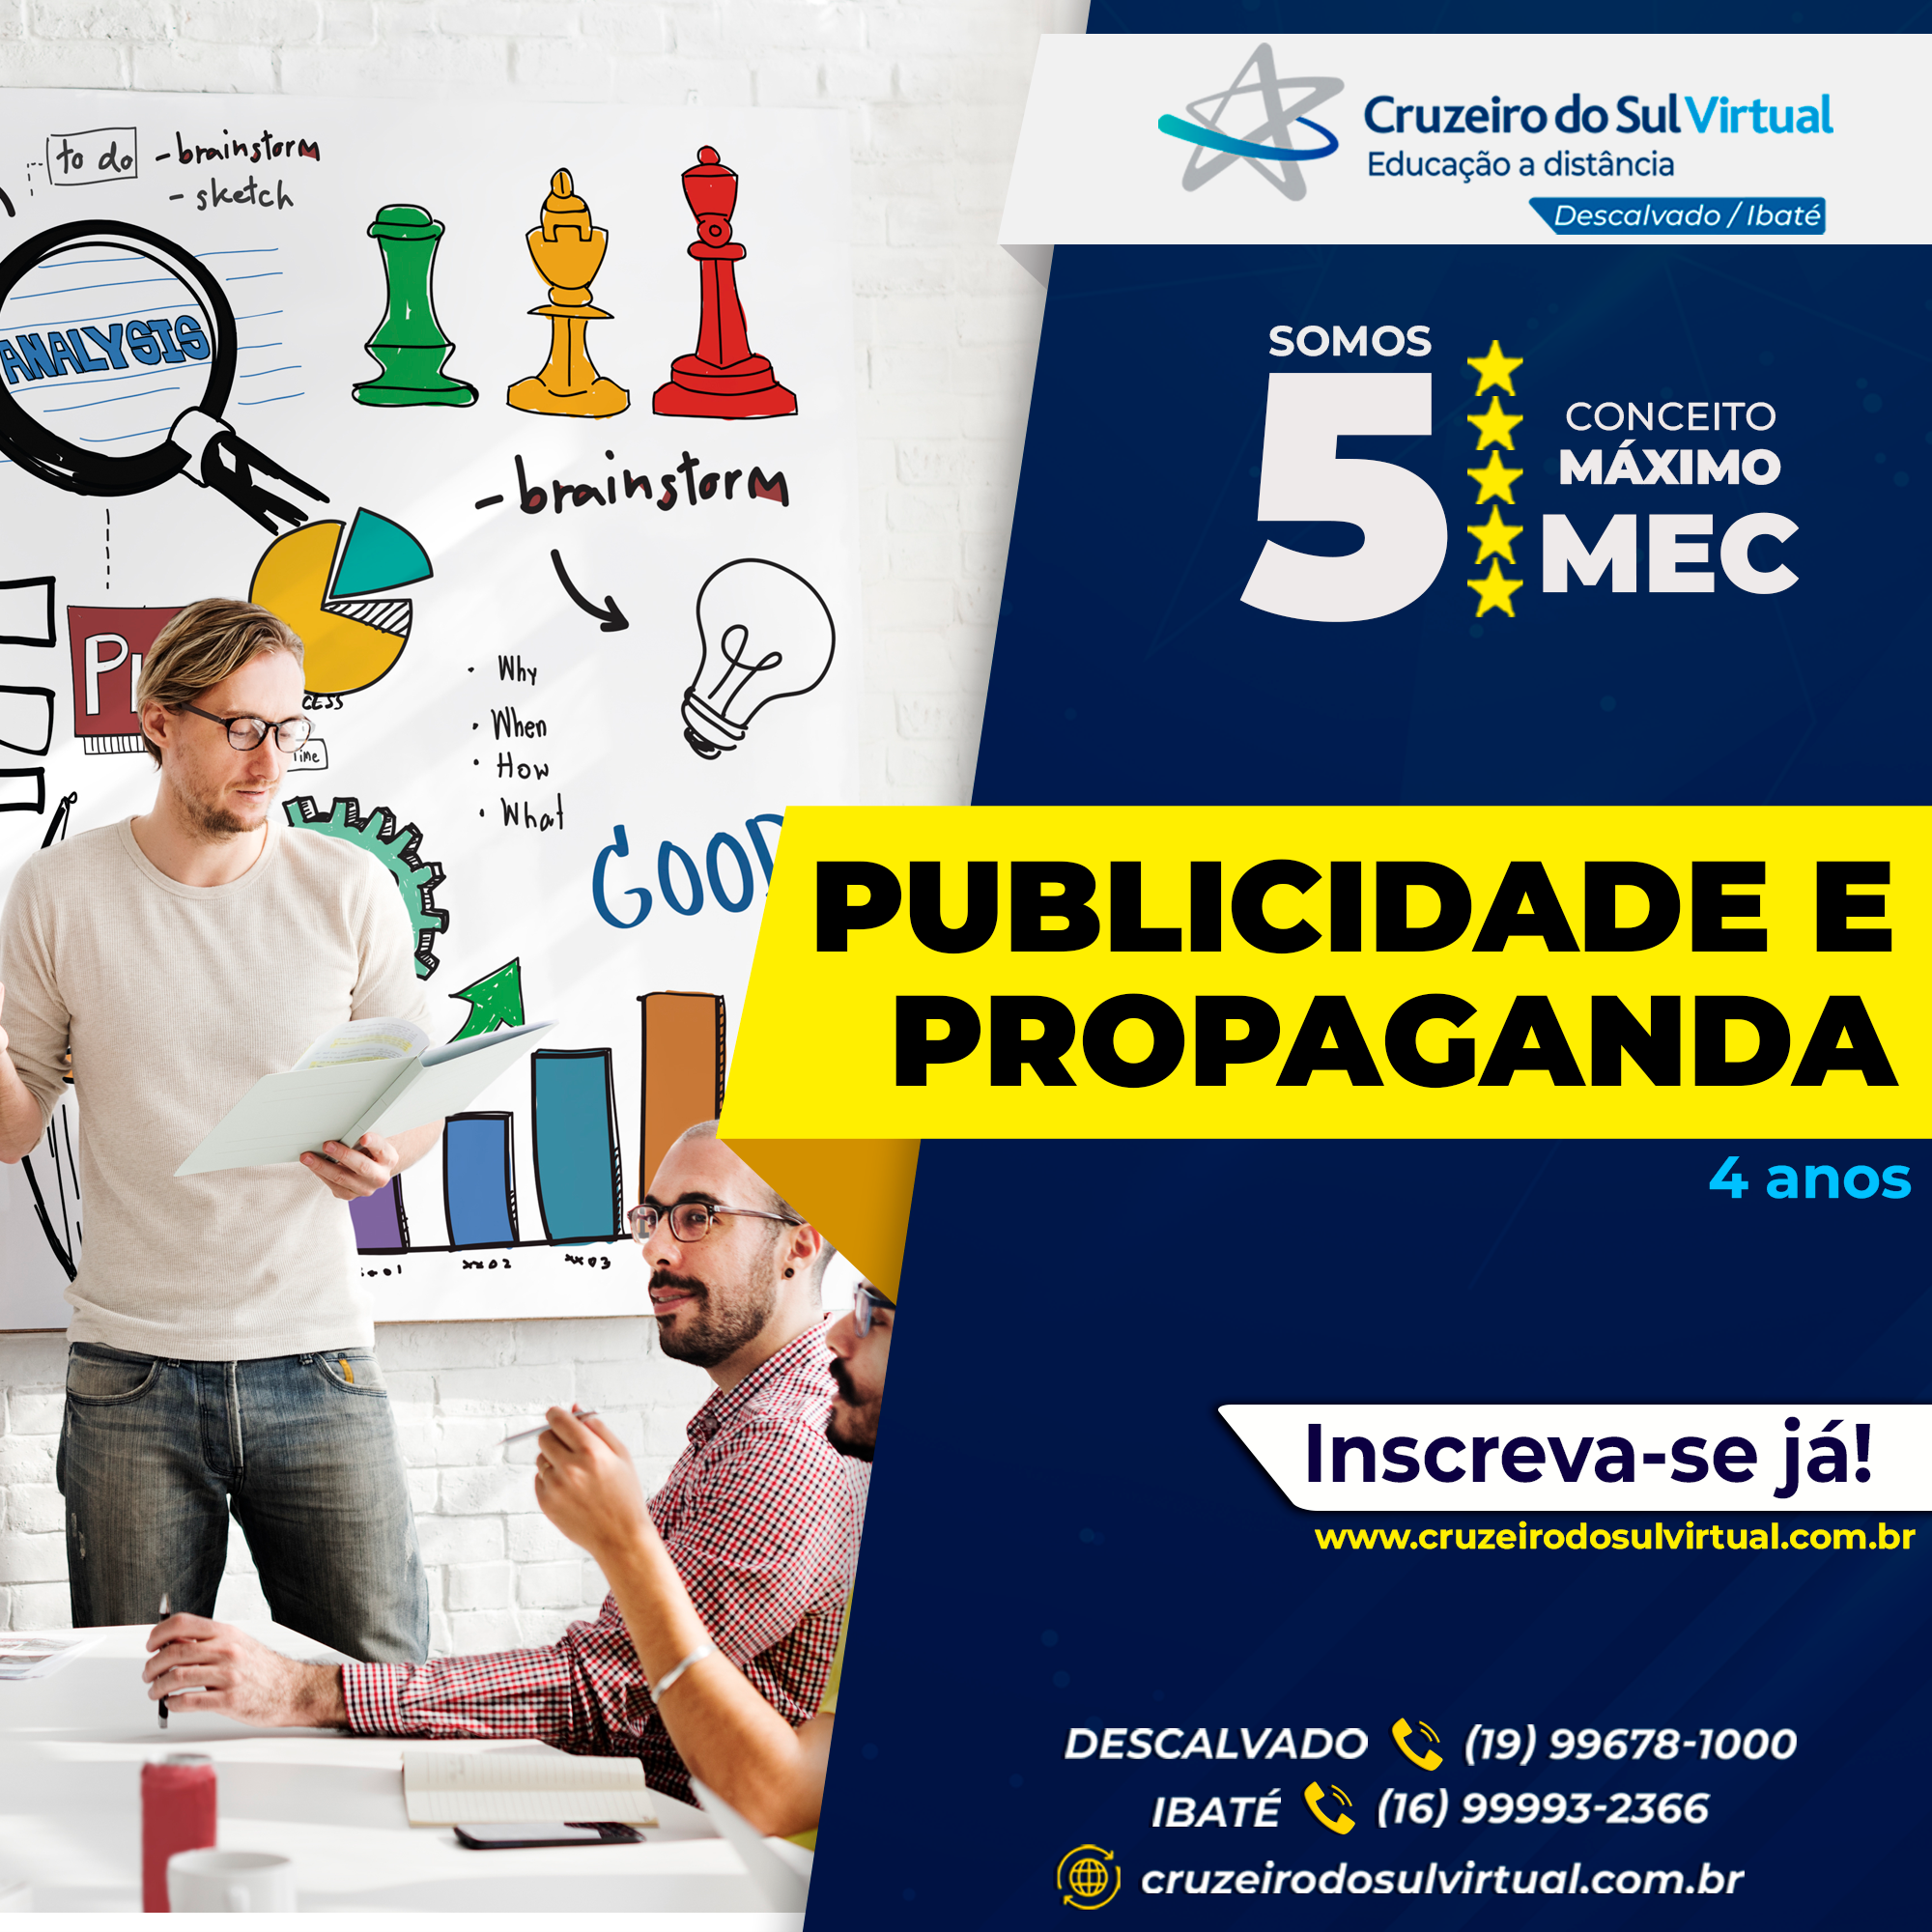 to do
- brainstorm
- sketch
ANALYSIS
- brainstorm
• Why
• When
• How
• What
Cruzeiro do Sul Virtual
Educação a distância
Descalvado / Ibaté
SOMOS
5
CONCEITO
MÁXIMO
MEC
PUBLICIDADE E
PROPAGANDA
4 anos
Inscreva-se já!
www.cruzeirodosulvirtual.com.br
DESCALVADO (19) 99678-1000
IBATÉ (16) 99993-2366
cruzeirodosulvirtual.com.br